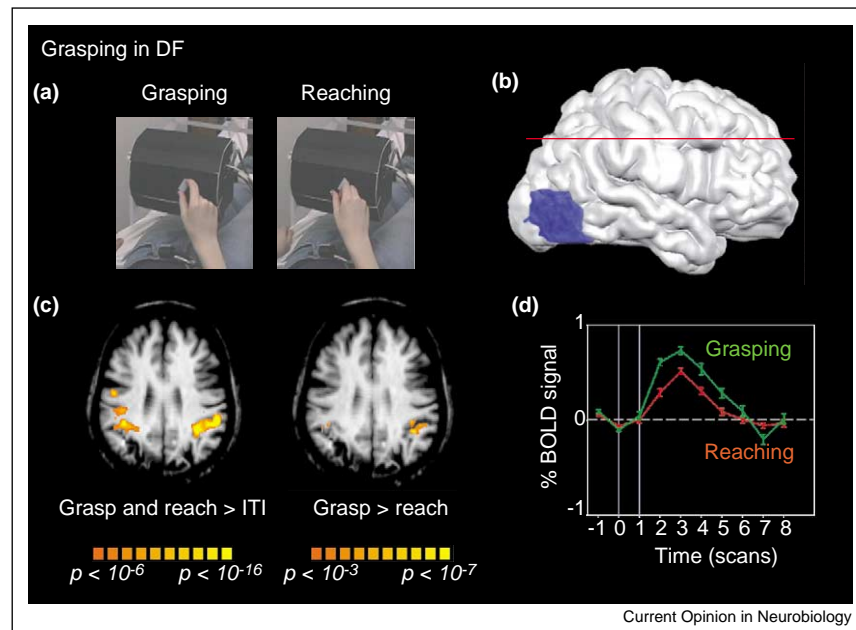 Grasping in DF
(a)
Grasping Reaching
(b)
(c)
Grasp and reach > ITI
Grasp > reach
p < 10-6 p < 10-16
p < 10-3 p < 10-7
(d)
1
0
-1
% BOLD signal
Grasping
Reaching
-1 0 1 2 3 4 5 6 7 8
Time (scans)
Current Opinion in Neurobiology